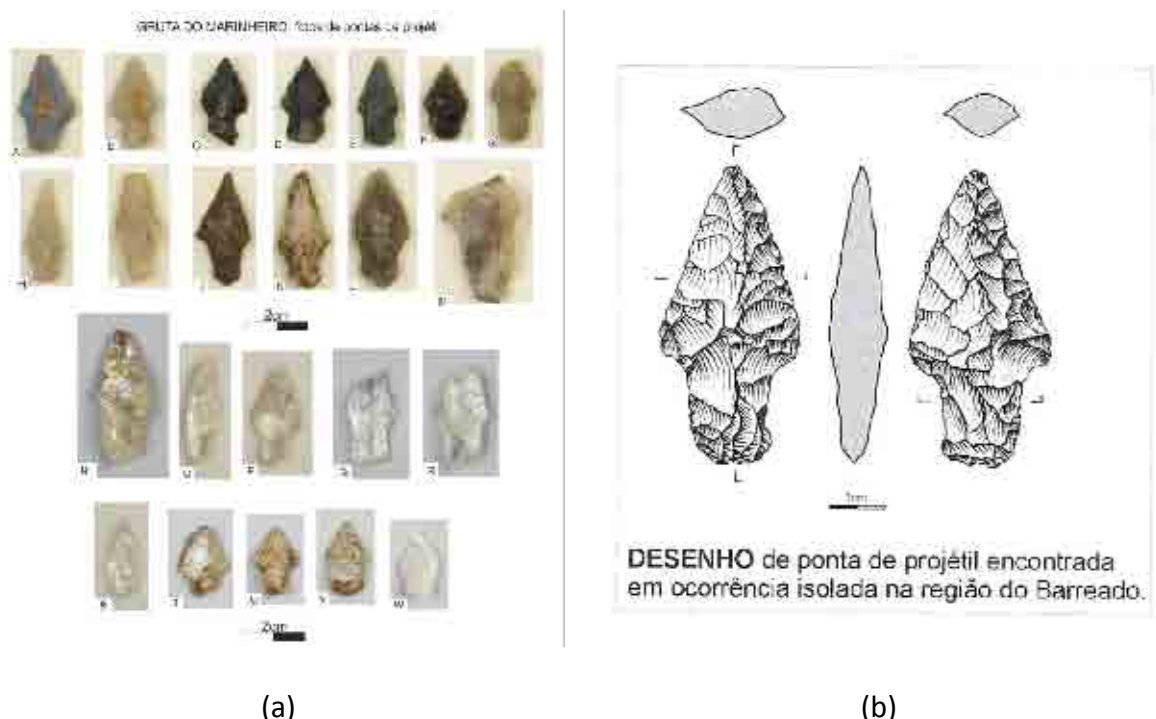 GRUTA DO MARINHEIRO: fotos de pontas de projétil
A
C
D
E
F
G
H
J
2cm
2cm
W
1cm
DESENHO de ponta de projétil encontrada
em ocorrência isolada na região do Barreado.
(a)
(b)